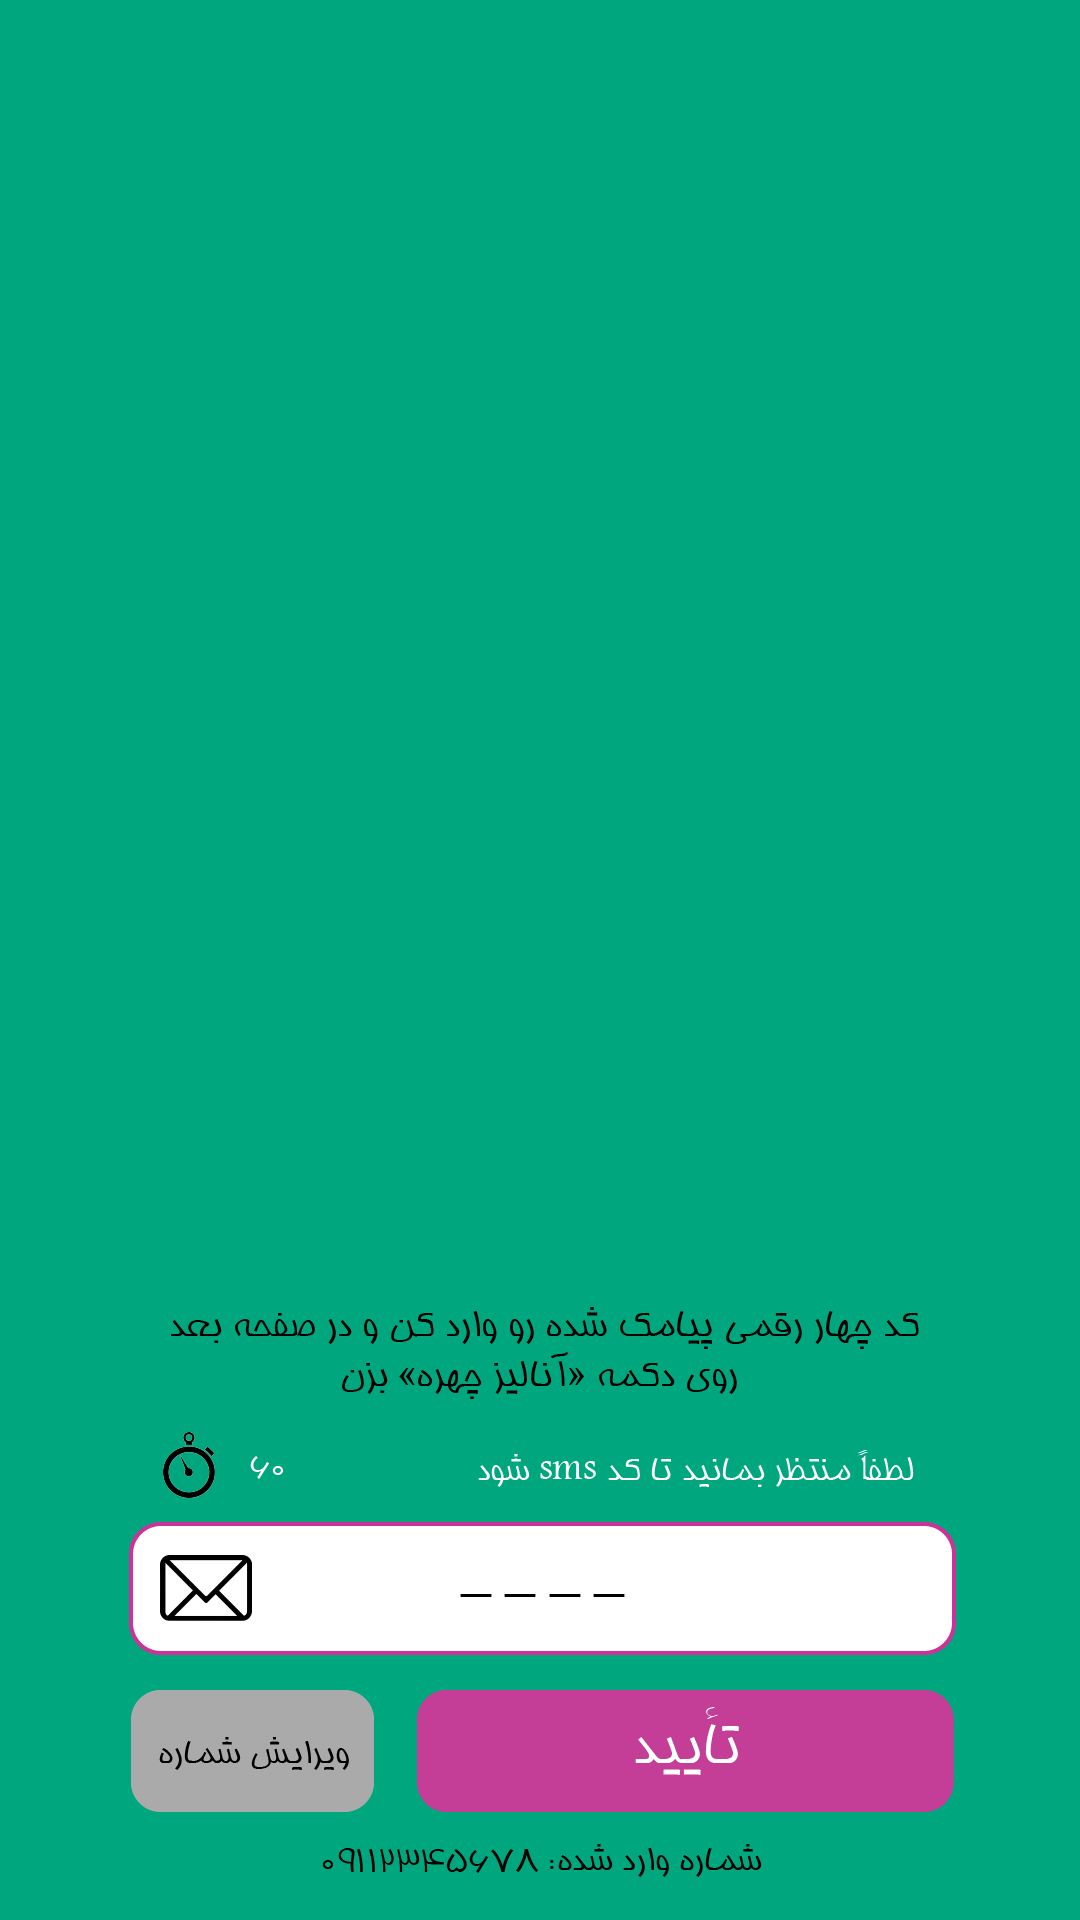 کد چهار رقمی پیامک شده رو وارد کن و در صفحه بعد
روی دکمه «آنالیز چهره» بزن
لطفاً منتظر بمانید تا کد sms شود
۶۰
_ _ _ _
تأیید
ویرایش شماره
شماره وارد شده: ۰۹۱۱۲۳۴۵۶۷۸